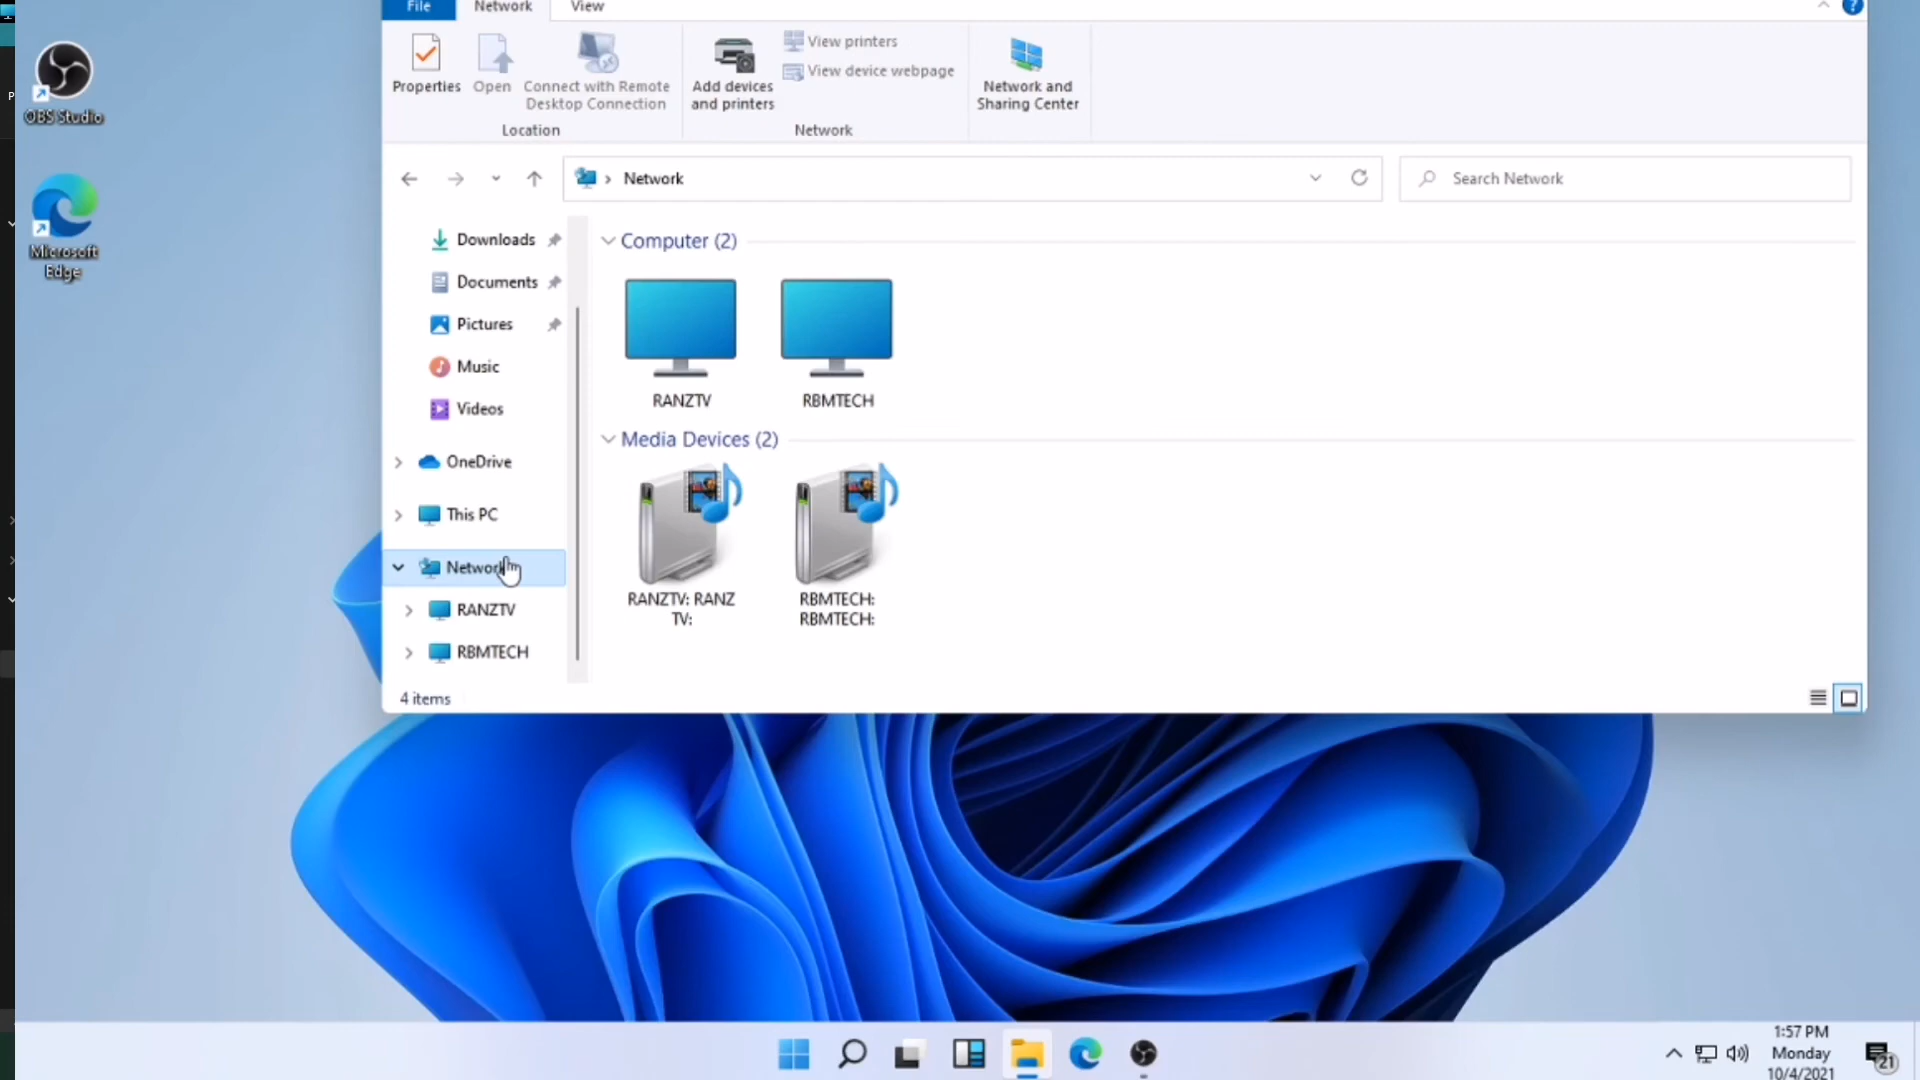 File
Network
View
Properties
Open
Connect with Remote
Desktop Connection
Location
Add devices
and printers
View printers
View device webpage
Network
Network and
Sharing Center
Network
Search Network
OBS Studio
Microsoft
Edge
P
Downloads
Documents
Pictures
Music
Videos
OneDrive
This PC
Network
RANZTV
RBMTECH
Computer (2)
RANZTV
RBMTECH
Media Devices (2)
RANZTV: RANZ
TV:
RBMTECH:
RBMTECH:
4 items
1:57 PM
Monday
10/4/2021
21